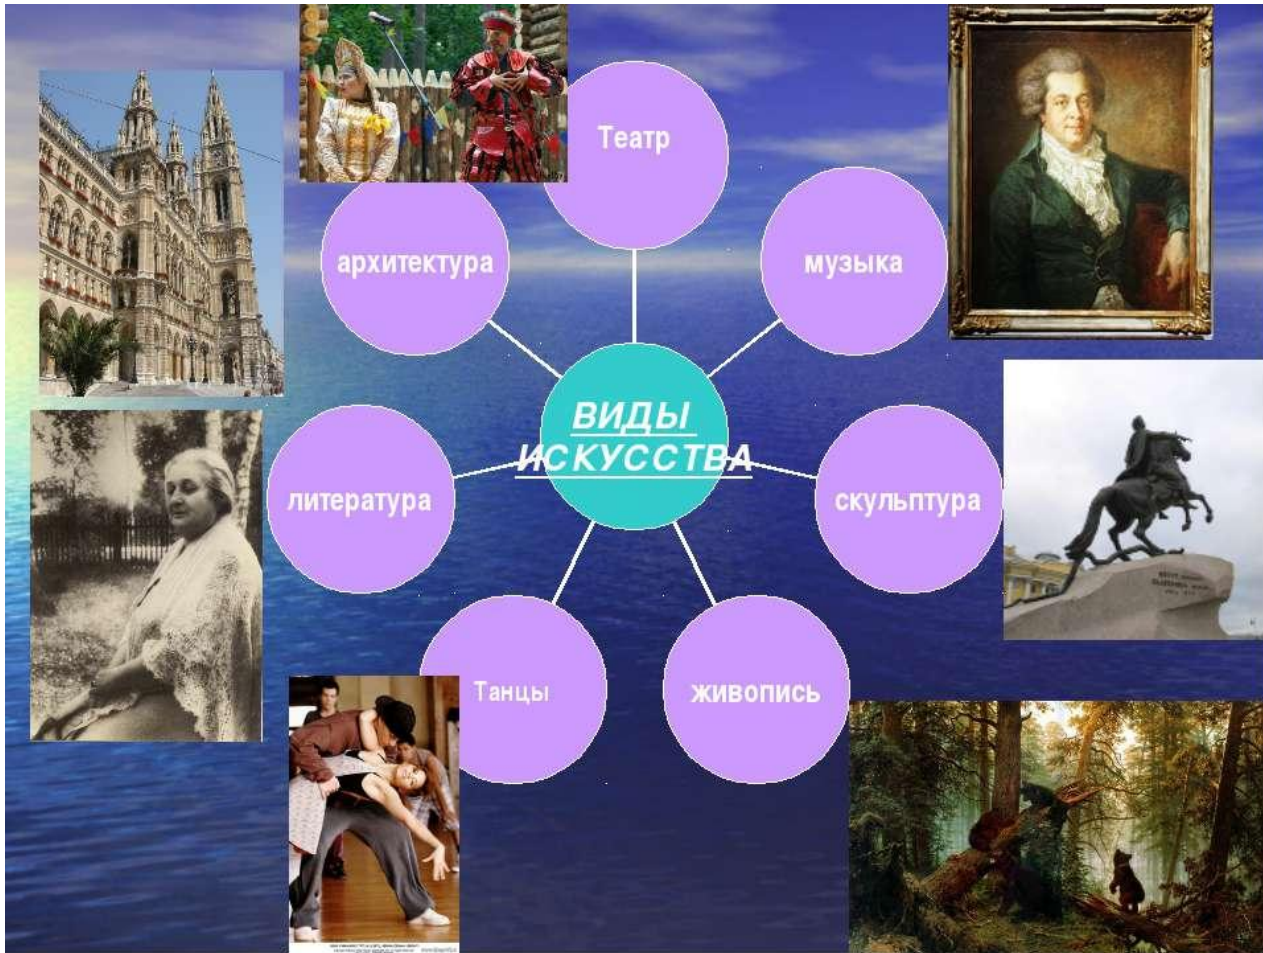 Театр
архитектура
музыка
ВИДЫ
ИСКУССТВА
литература
скульптура
Танцы
живопись